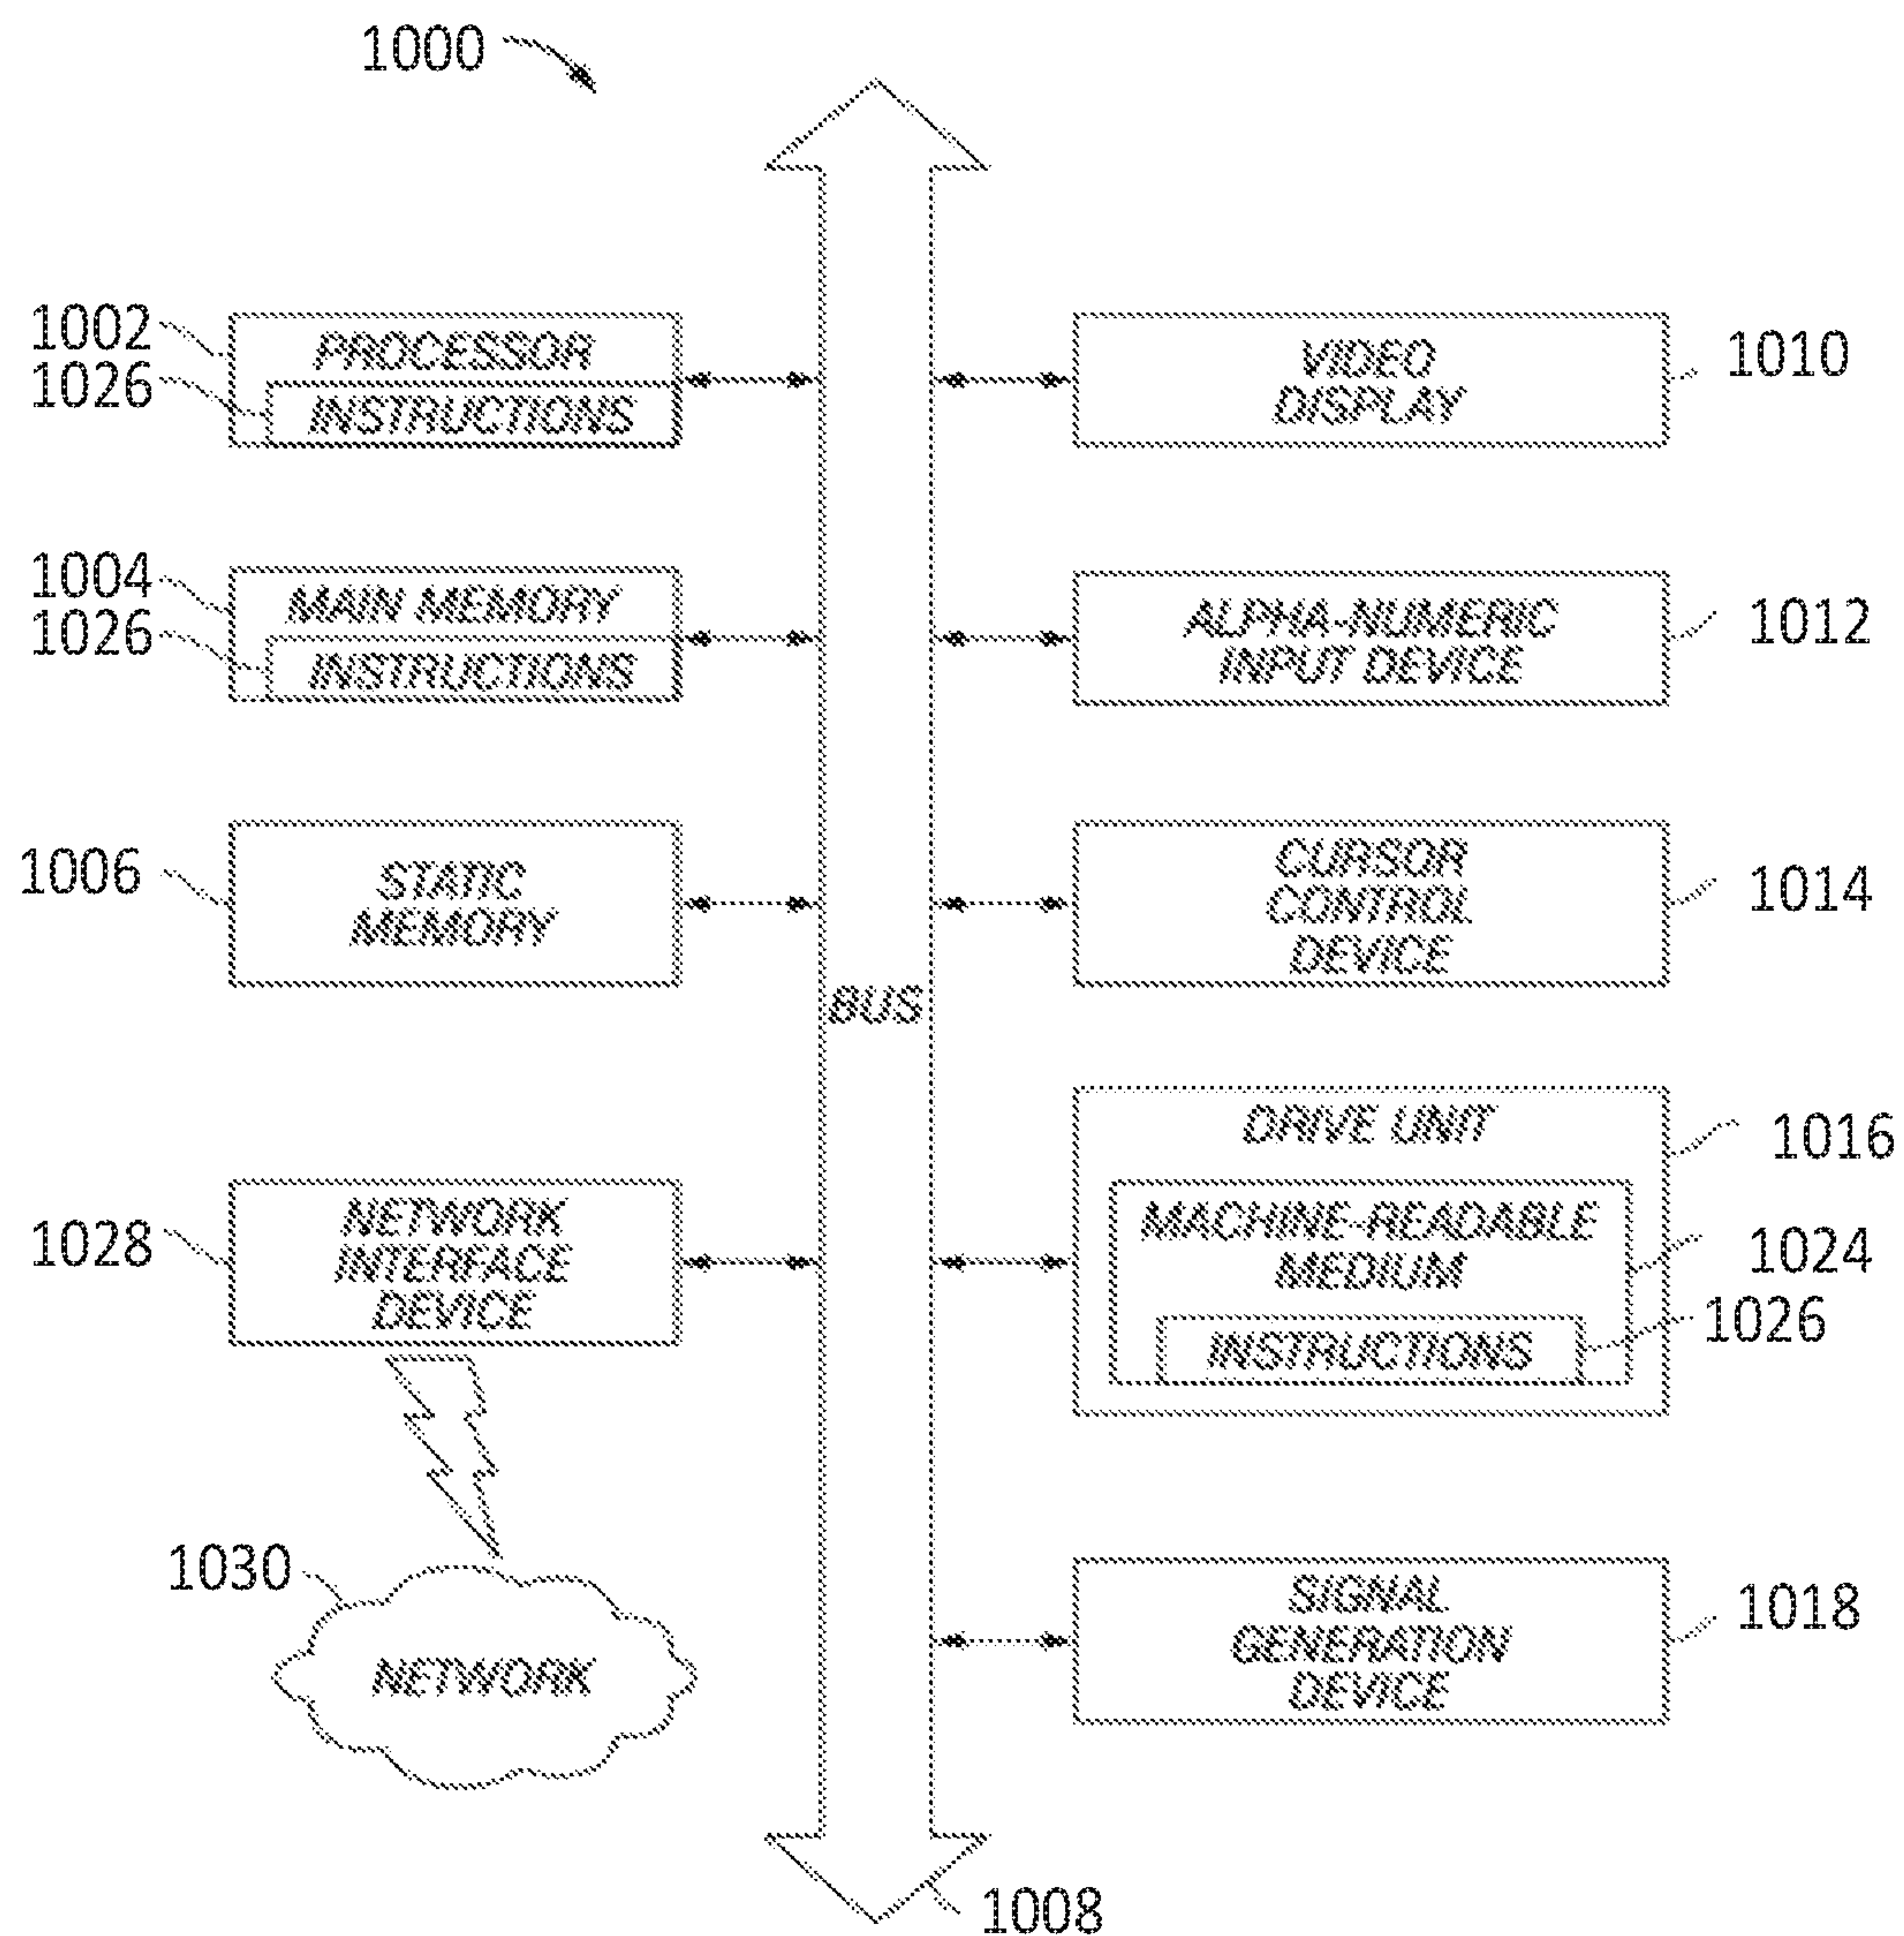 1000
1002
PROCESSOR
1026
INSTRUCTIONS
VIDEO
DISPLAY
1010
1004
MAIN MEMORY
1026
INSTRUCTIONS
ALPHA-NUMERIC
INPUT DEVICE
1012
1006
STATIC
MEMORY
CURSOR
CONTROL
DEVICE
1014
BUS
1028
NETWORK
INTERFACE
DEVICE
DRIVE UNIT
1016
MACHINE-READABLE
MEDIUM
1024
INSTRUCTIONS
1026
1030
NETWORK
SIGNAL
GENERATION
DEVICE
1018
1008